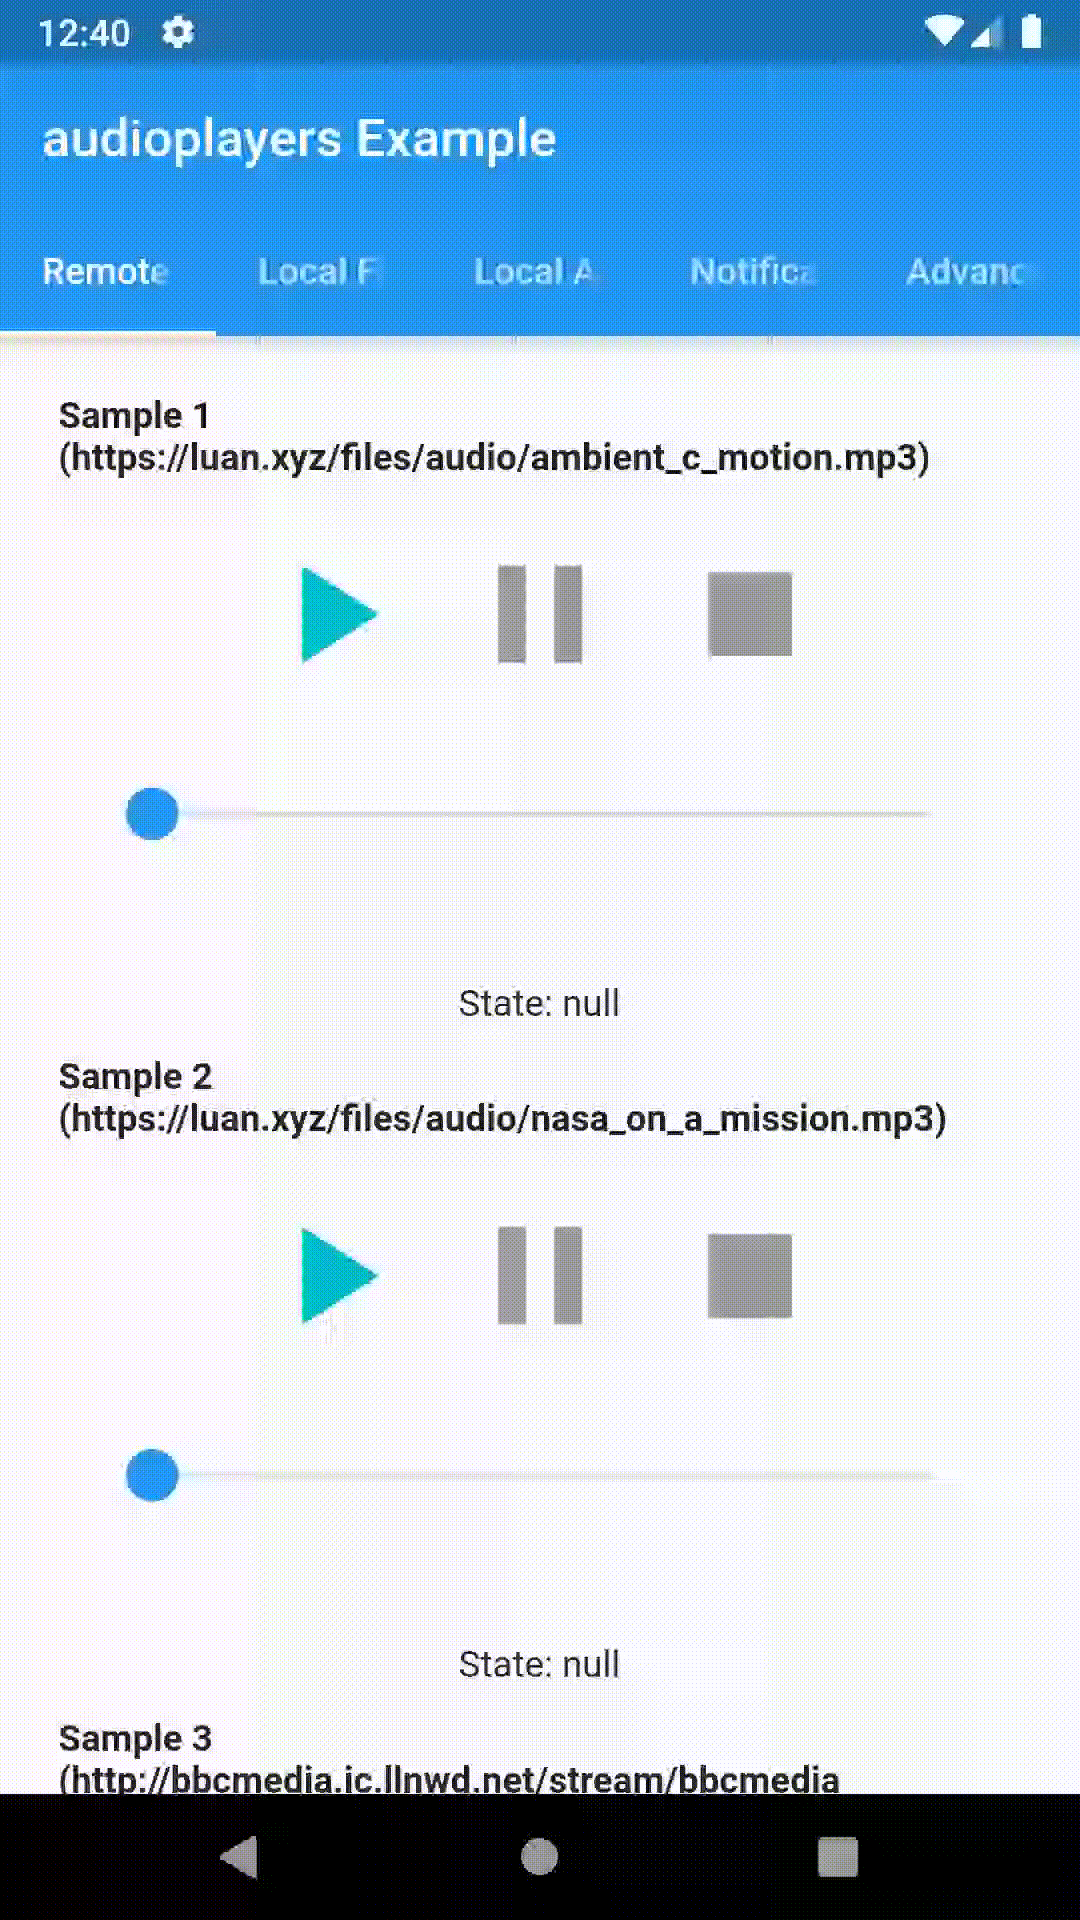 12:40
audioplayers Example
Remote Local F Local A Notifica Advanc
Sample 1
(https://luan.xyz/files/audio/ambient_c_motion.mp3)
State: null
Sample 2
(https://luan.xyz/files/audio/nasa_on_a_mission.mp3)
State: null
Sample 3
(http://bbcmedia.ic.llnwd.net/stream/bbcmedia